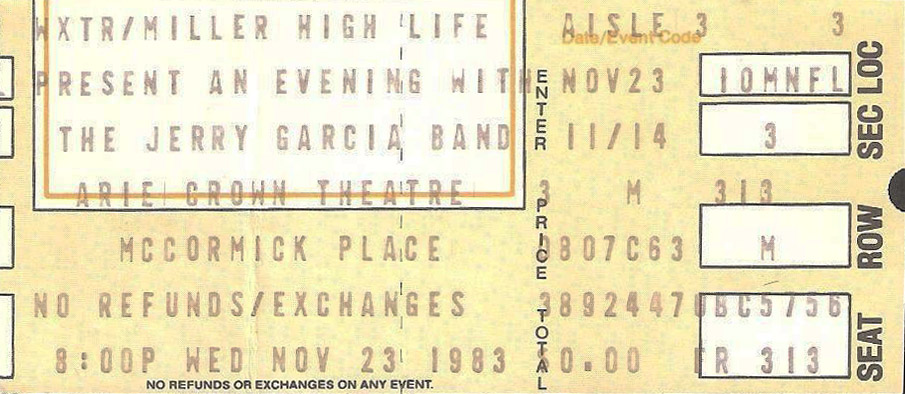 WXTR/MILLER HIGH LIFE AISLE 3 3
Date/Event Code
PRESENT AN EVENING WITH NOV23 10MNFL
THE JERRY GARCIA BAND 11/14 3
ARIE CROWN THEATRE 3 M 313
MCCORMICK PLACE 3807C63 M
NO REFUNDS/EXCHANGES
8:00P WED NOV 23 1983 313
NO REFUNDS OR EXCHANGES ON ANY EVENT.
ENTER PRICE TOTAL
SEC LOC
ROW
SEAT